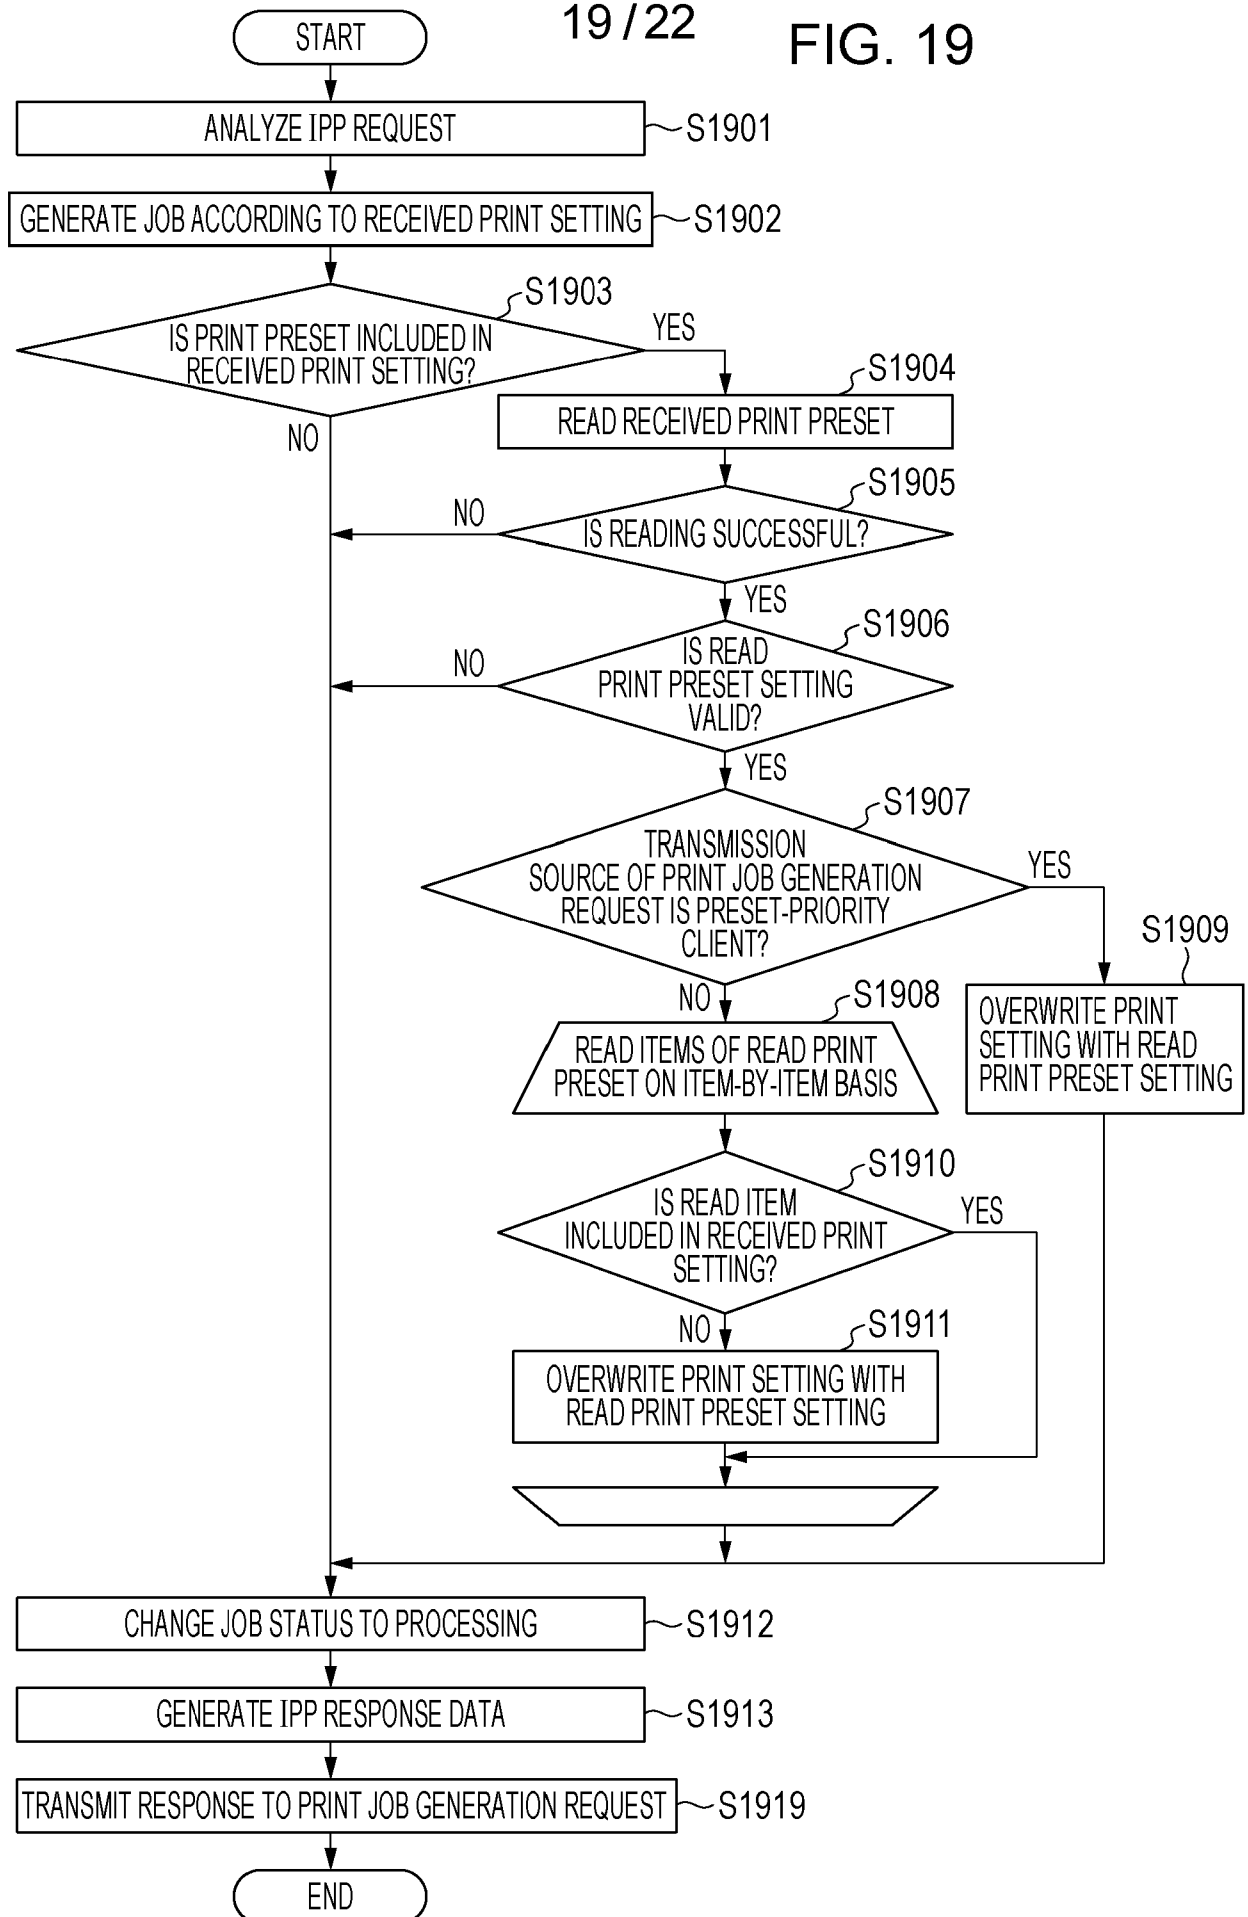 19/22
FIG. 19
START
ANALYZE IPP REQUEST
S1901
GENERATE JOB ACCORDING TO RECEIVED PRINT SETTING
S1902
S1903
IS PRINT PRESET INCLUDED IN
RECEIVED PRINT SETTING?
YES
NO
S1904
READ RECEIVED PRINT PRESET
S1905
IS READING SUCCESSFUL?
NO
YES
S1906
IS READ
PRINT PRESET SETTING
VALID?
NO
YES
S1907
TRANSMISSION
SOURCE OF PRINT JOB GENERATION
REQUEST IS PRESET-PRIORITY
CLIENT?
YES
NO
S1909
OVERWRITE PRINT
SETTING WITH READ
PRINT PRESET SETTING
S1908
READ ITEMS OF READ PRINT
PRESET ON ITEM-BY-ITEM BASIS
S1910
IS READ ITEM
INCLUDED IN RECEIVED PRINT
SETTING?
YES
NO
S1911
OVERWRITE PRINT SETTING WITH
READ PRINT PRESET SETTING
CHANGE JOB STATUS TO PROCESSING
S1912
GENERATE IPP RESPONSE DATA
S1913
TRANSMIT RESPONSE TO PRINT JOB GENERATION REQUEST
S1919
END